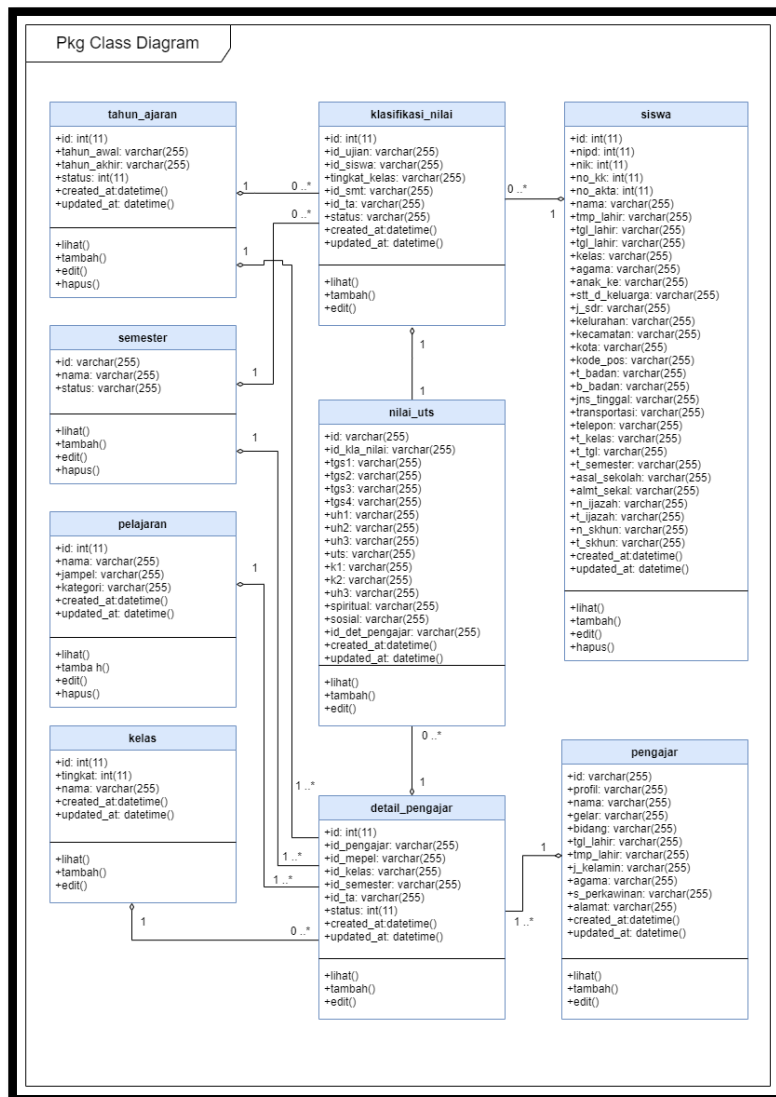 Pkg Class Diagram
tahun_ajaran
+id: int(11)
+tahun_awal: varchar(255)
+tahun_akhir: varchar(255)
+status: int(11)
+created_at:datetime()
+updated_at: datetime()
+lihat()
+tambah()
+edit()
+hapus()
klasifikasi_nilai
+id: int(11)
+id_ujian: varchar(255)
+id_siswa: varchar(255)
+tingkat_kelas: varchar(255)
+id_smt: varchar(255)
+id_ta: varchar(255)
+status: varchar(255)
+created_at:datetime()
+updated_at: datetime()
+lihat()
+tambah()
+edit()
siswa
+id: int(11)
+nipd: int(11)
+nik: int(11)
+no_kk: int(11)
+no_akta: int(11)
+nama: varchar(255)
+tmp_lahir: varchar(255)
+tgl_lahir: varchar(255)
+tgl_lahir: varchar(255)
+kelas: varchar(255)
+agama: varchar(255)
+anak_ke: varchar(255)
+stt_d_keluarga: varchar(255)
+j_sdr: varchar(255)
+kelurahan: varchar(255)
+kecamatan: varchar(255)
+kota: varchar(255)
+kode_pos: varchar(255)
+t_badan: varchar(255)
+b_badan: varchar(255)
+jns_tinggal: varchar(255)
+transportasi: varchar(255)
+telepon: varchar(255)
+t_kelas: varchar(255)
+t_tgl: varchar(255)
+t_semester: varchar(255)
+asal_sekolah: varchar(255)
+almt_sekal: varchar(255)
+n_ijazah: varchar(255)
+t_ijazah: varchar(255)
+n_skhun: varchar(255)
+t_skhun: varchar(255)
+created_at:datetime()
+updated_at: datetime()
+lihat()
+tambah()
+edit()
+hapus()
1
0 ..*
0 ..*
1
0 ..*
1
semester
+id: varchar(255)
+nama: varchar(255)
+status: varchar(255)
+lihat()
+tambah()
+edit()
+hapus()
1
1
1
1
nilai_uts
+id: varchar(255)
+id_kla_nilai: varchar(255)
+tgs1: varchar(255)
+tgs2: varchar(255)
+tgs3: varchar(255)
+tgs4: varchar(255)
+uh1: varchar(255)
+uh2: varchar(255)
+uh3: varchar(255)
+uts: varchar(255)
+k1: varchar(255)
+k2: varchar(255)
+uh3: varchar(255)
+spiritual: varchar(255)
+sosial: varchar(255)
+id_det_pengajar: varchar(255)
+created_at:datetime()
+updated_at: datetime()
+lihat()
+tambah()
+edit()
pelajaran
+id: int(11)
+nama: varchar(255)
+jampel: varchar(255)
+kategori: varchar(255)
+created_at:datetime()
+updated_at: datetime()
+lihat()
+tamba h()
+edit()
+hapus()
1
kelas
+id: int(11)
+tingkat: int(11)
+nama: varchar(255)
+created_at:datetime()
+updated_at: datetime()
+lihat()
+tambah()
+edit()
0 ..*
1
1 ..*
1 ..*
1 ..*
1
0 ..*
detail_pengajar
+id: int(11)
+id_pengajar: varchar(255)
+id_mepel: varchar(255)
+id_kelas: varchar(255)
+id_semester: varchar(255)
+id_ta: varchar(255)
+status: int(11)
+created_at:datetime()
+updated_at: datetime()
+lihat()
+tambah()
+edit()
1
1 ..*
pengajar
+id: varchar(255)
+profil: varchar(255)
+nama: varchar(255)
+gelar: varchar(255)
+bidang: varchar(255)
+tgl_lahir: varchar(255)
+tmp_lahir: varchar(255)
+j_kelamin: varchar(255)
+agama: varchar(255)
+s_perkawinan: varchar(255)
+alamat: varchar(255)
+created_at:datetime()
+updated_at: datetime()
+lihat()
+tambah()
+edit()